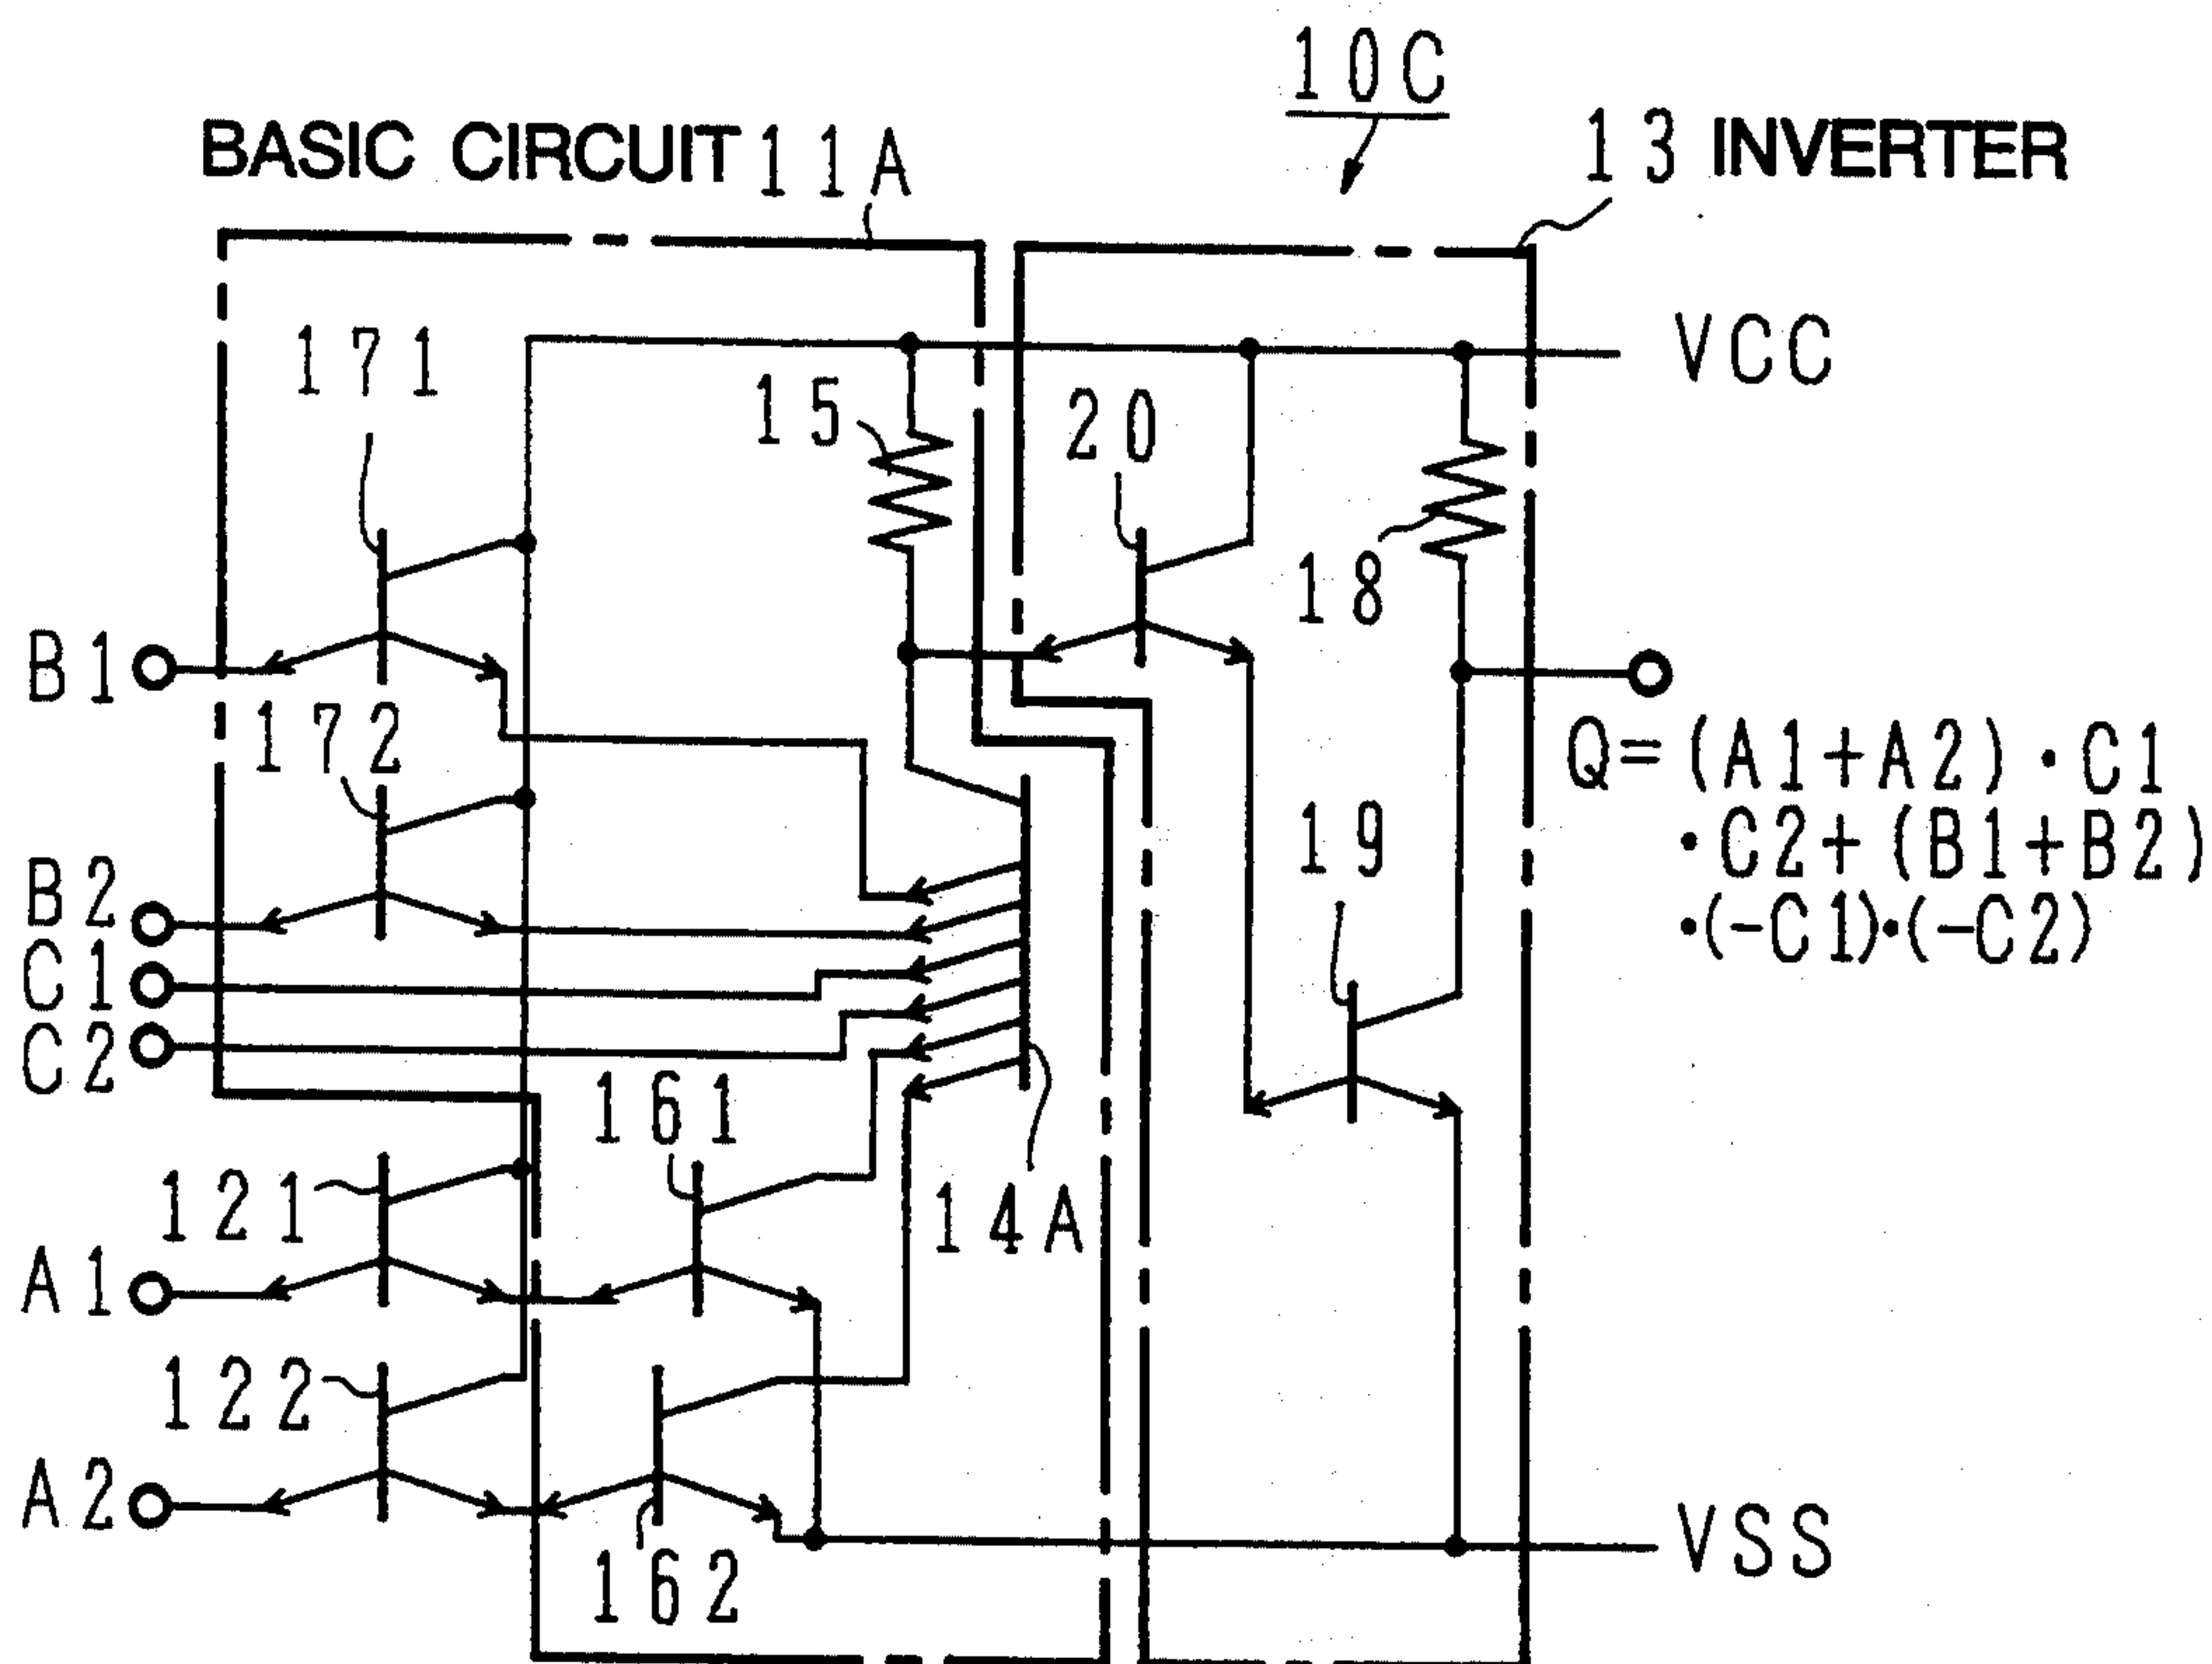 10C
BASIC CIRCUIT 11A
13 INVERTER
171
VCC
15
20
18
B1
172
Q=(A1+A2)·C1
·C2+(B1+B2)
·(-C1)·(-C2)
19
B2
C1
C2
161
121
14A
A1
122
A2
162
VSS